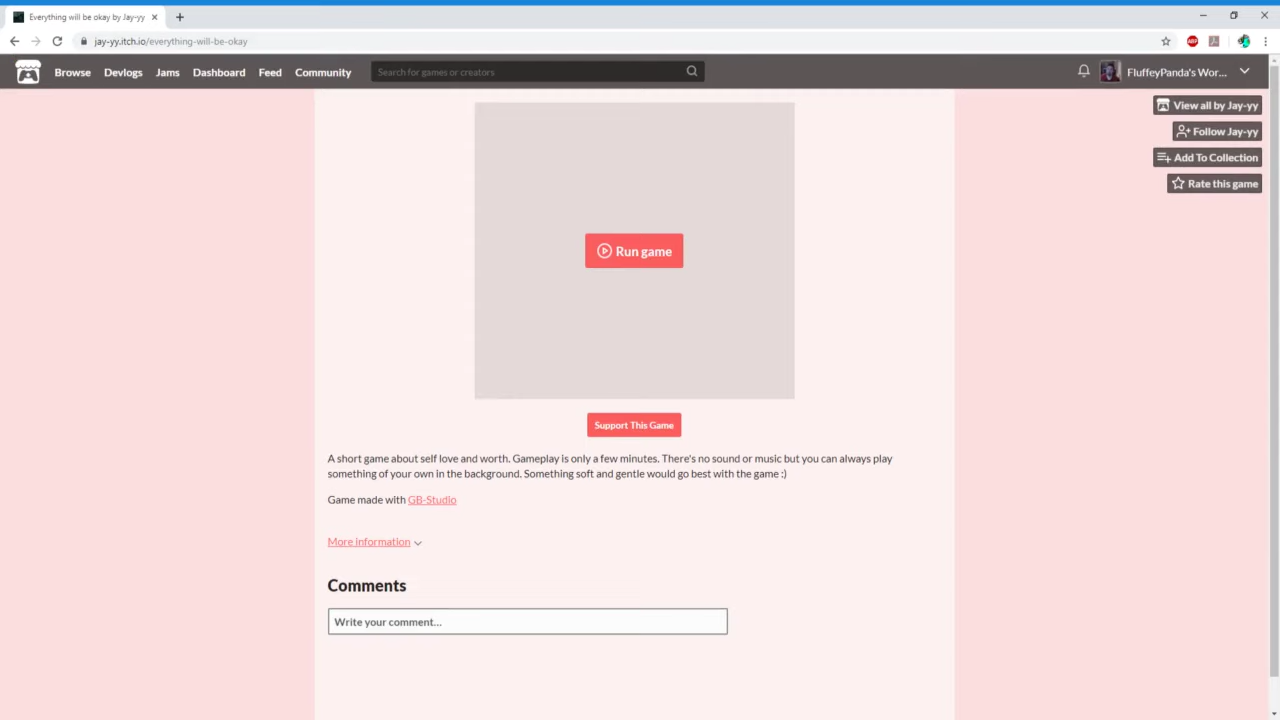 Everything will be okay by Jay-yy
jay-yy.itch.io/everything-will-be-okay
ABP
Browse Devlogs Jams Dashboard Feed Community Search for games or creators FluffeyPanda's Wor...
View all by Jay-yy
Follow Jay-yy
Add To Collection
Rate this game
Run game
Support This Game
A short game about self love and worth. Gameplay is only a few minutes. There's no sound or music but you can always play
something of your own in the background. Something soft and gentle would go best with the game :)
Game made with GB-Studio
More information
Comments
Write your comment...